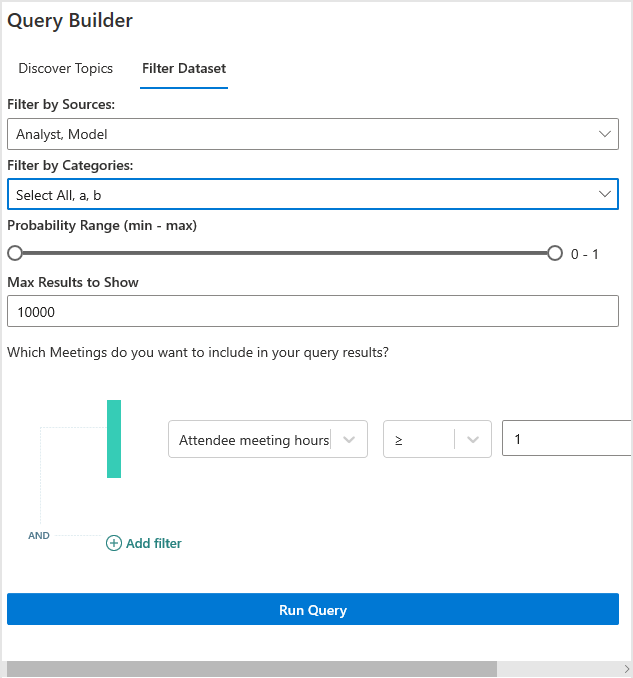 Query Builder
Discover Topics Filter Dataset
Filter by Sources:
Analyst, Model
Filter by Categories:
Select All, a, b
Probability Range (min - max)
0 - 1
Max Results to Show
10000
Which Meetings do you want to include in your query results?
Attendee meeting hours ≥ 1
AND
Add filter
Run Query